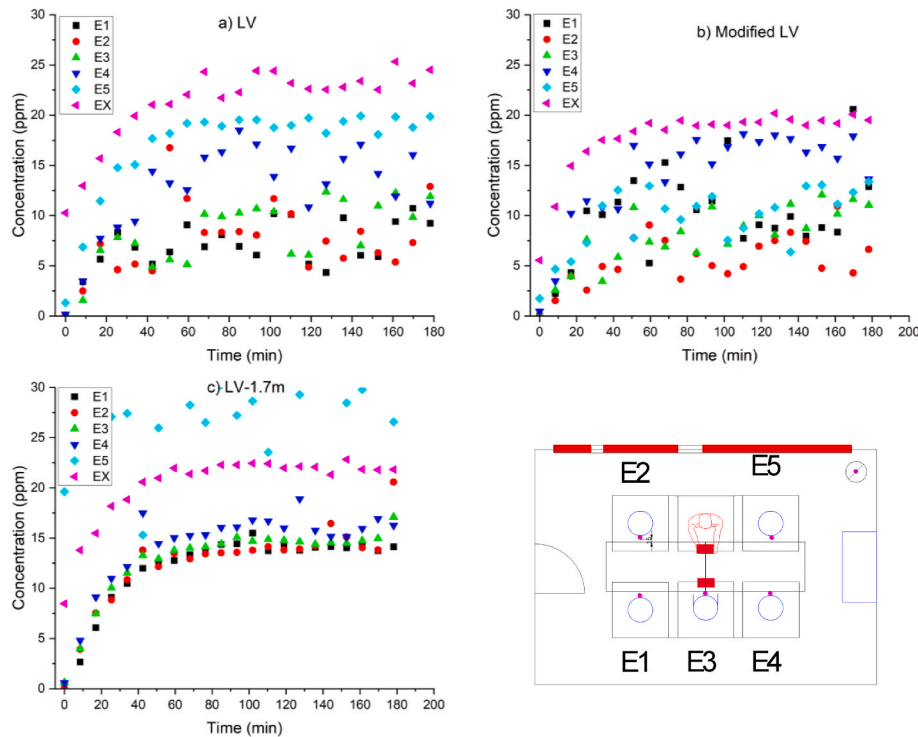 a) LV
E1
E2
E3
E4
E5
EX
Concentration (ppm)
30
25
20
15
10
5
0
0 20 40 60 80 100 120 140 160 180
Time (min)
b) Modified LV
E1
E2
E3
E4
E5
EX
Concentration (ppm)
30
25
20
15
10
5
0
0 20 40 60 80 100 120 140 160 180 200
Time (min)
c) LV-1.7m
E1
E2
E3
E4
E5
EX
Concentration (ppm)
30
25
20
15
10
5
0
0 20 40 60 80 100 120 140 160 180 200
Time (min)
E2 E5
E1 E3 E4